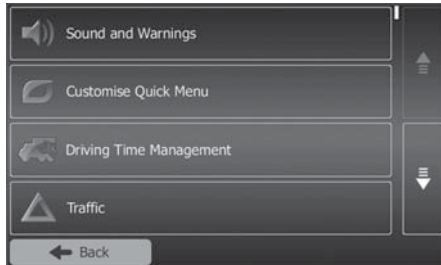 Sound and Warnings
Customise Quick Menu
Driving Time Management
Traffic
Back